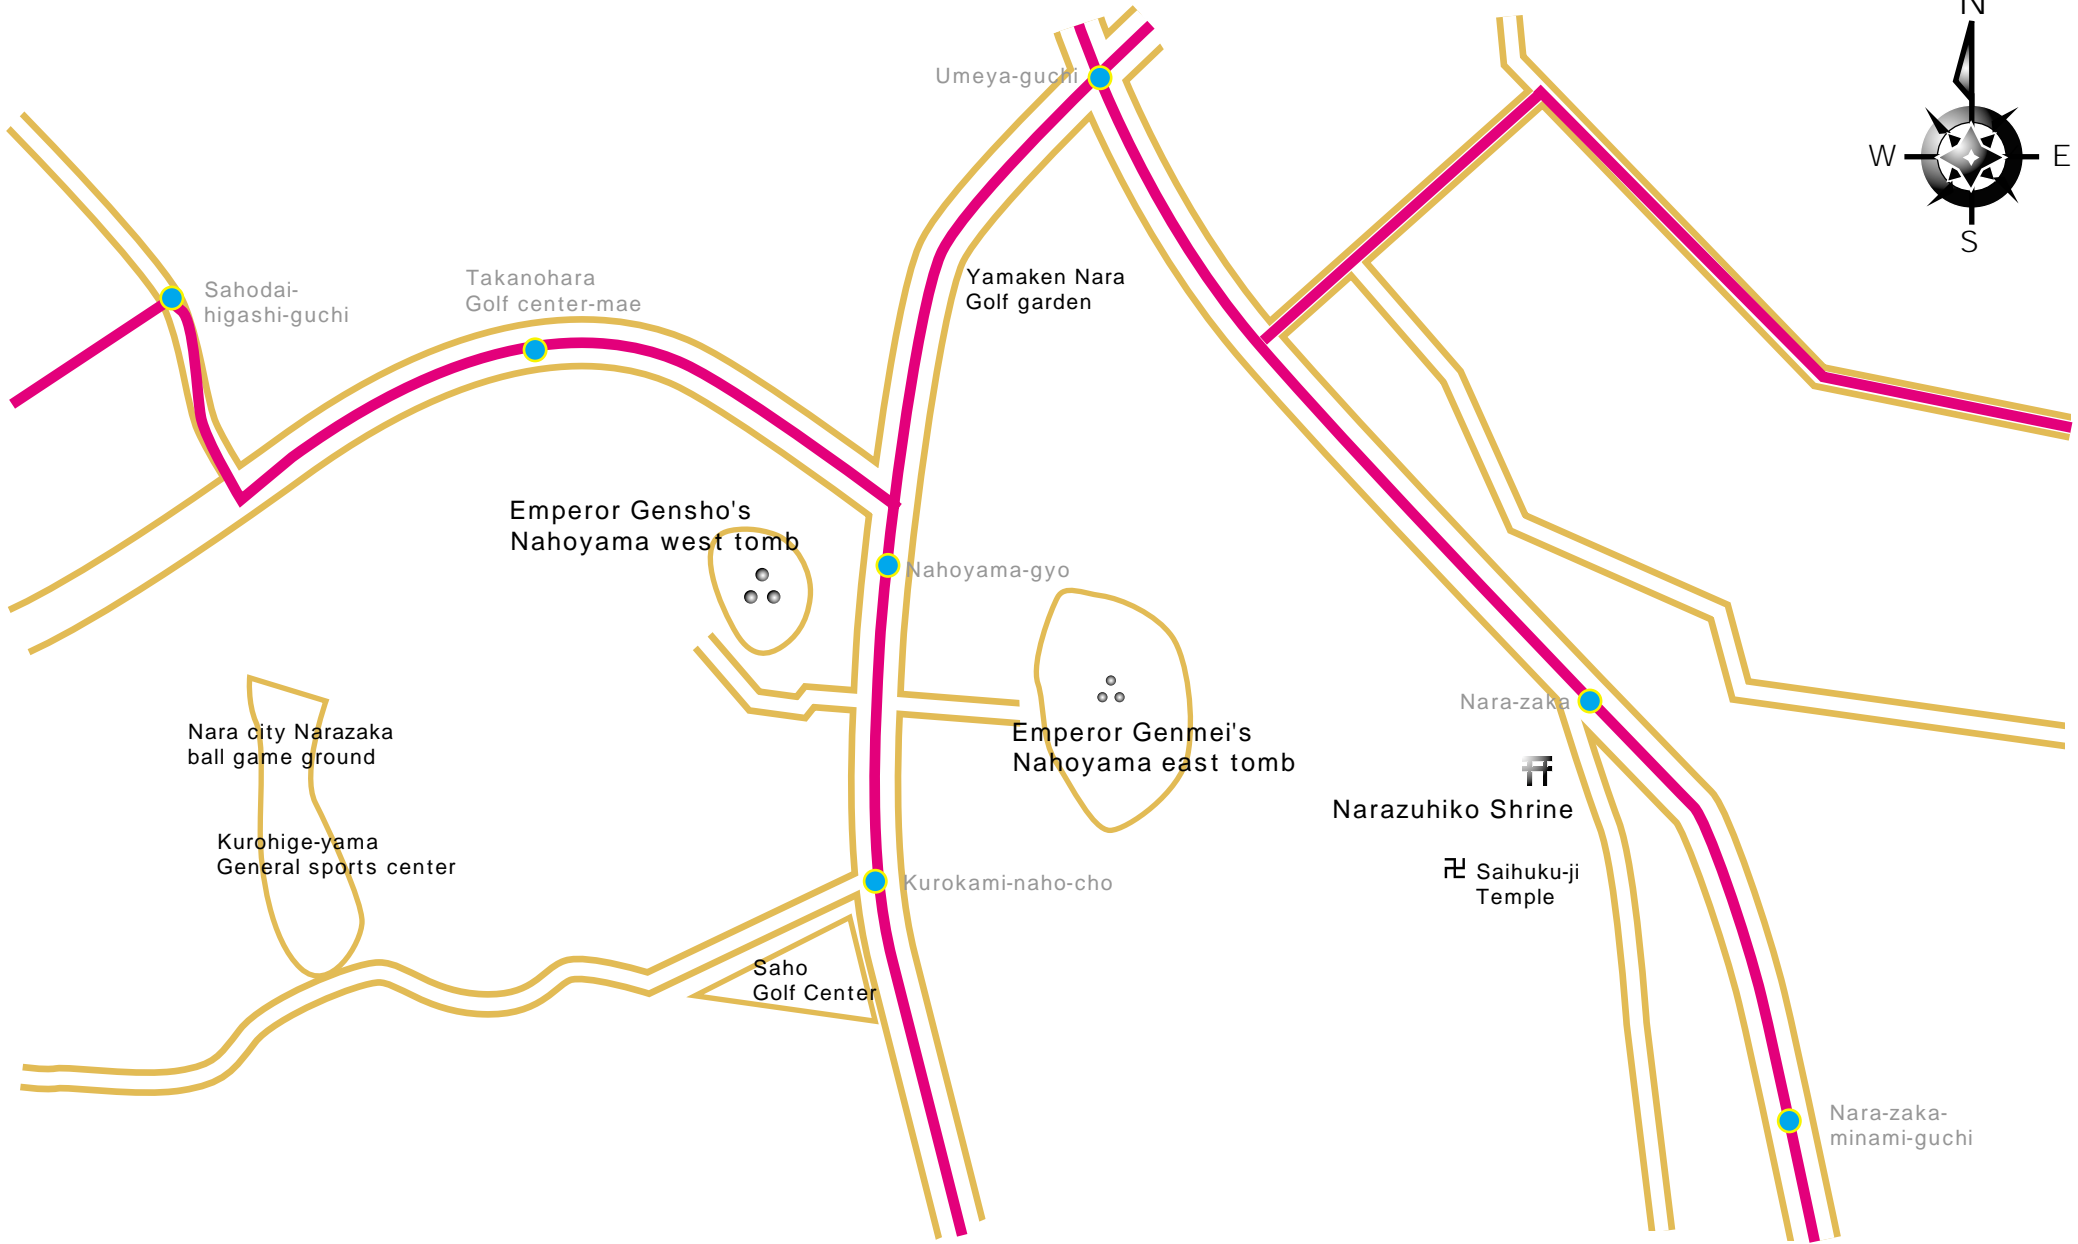 N
Umeya-guchi
W
E
S
Sahodai-
higashi-guchi
Takanohara
Golf center-mae
Yamaken Nara
Golf garden
Emperor Gensho's
Nahoyama west tomb
Nahoyama-gyo
Nara city Narazaka
ball game ground
Emperor Genmei's
Nahoyama east tomb
Nara-zaka
Narazuhiko Shrine
Kurohige-yama
General sports center
卍 Saihuku-ji
Temple
Kurokami-naho-cho
Saho
Golf Center
Nara-zaka-
minami-guchi